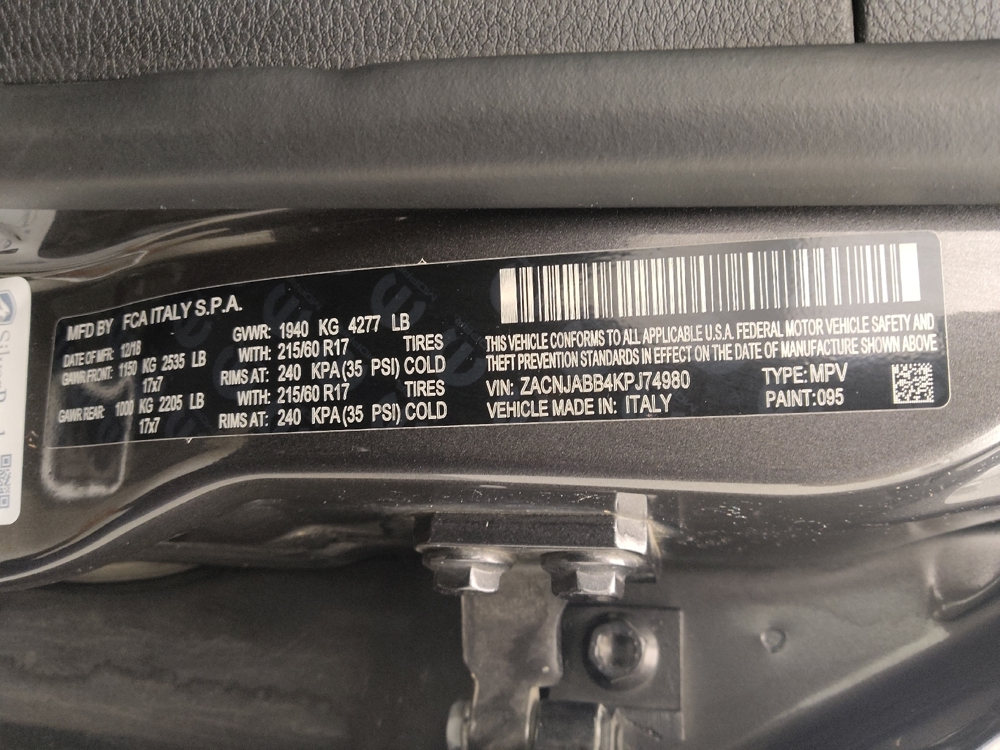 MFD BY FCA ITALY S.P.A.
DATE OF MFR: 12/18 GVWR: 1940 KG 4277 LB
GAWR FRONT: 1150 KG 2535 LB WITH: 215/60 R17 TIRES
17x7 RIMS AT: 240 KPA(35 PSI) COLD
GAWR REAR: 1000 KG 2205 LB WITH: 215/60 R17 TIRES
17x7 RIMS AT: 240 KPA(35 PSI) COLD
THIS VEHICLE CONFORMS TO ALL APPLICABLE U.S.A. FEDERAL MOTOR VEHICLE SAFETY AND
THEFT PREVENTION STANDARDS IN EFFECT ON THE DATE OF MANUFACTURE SHOWN ABOVE
VIN: ZACNJABB4KPJ74980 TYPE: MPV
VEHICLE MADE IN: ITALY PAINT: 095